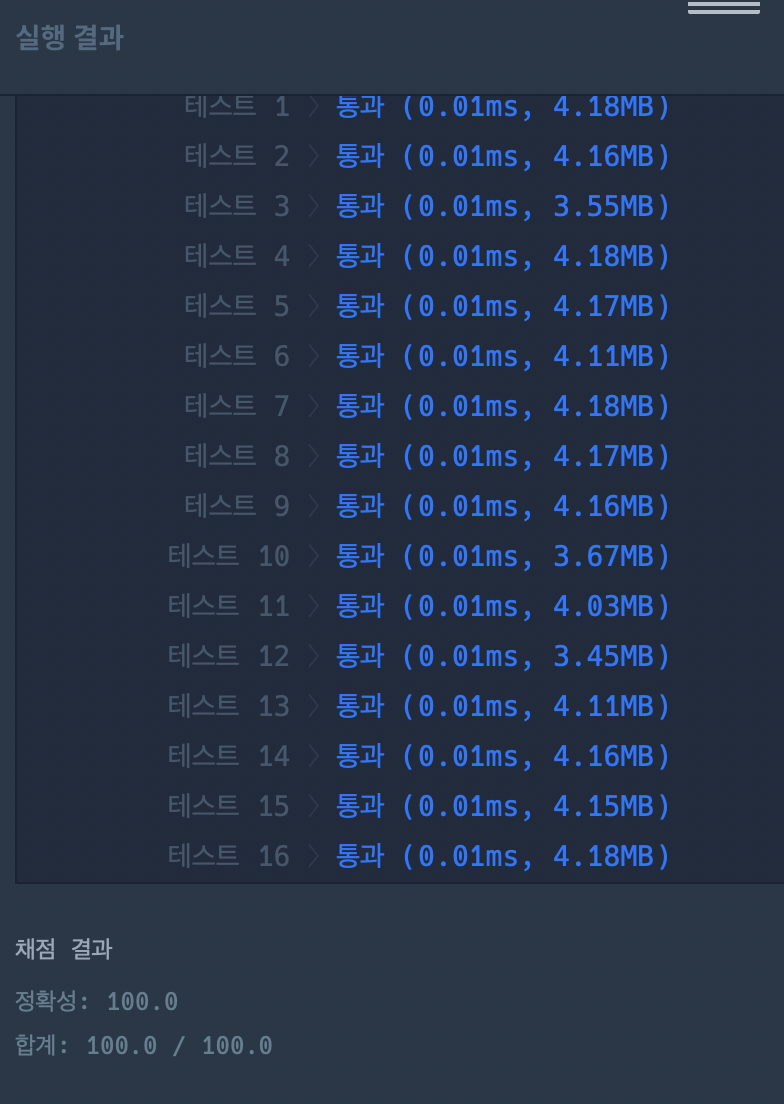 실행 결과
테스트 1 〉 통과 (0.01ms, 4.18MB)
테스트 2 〉 통과 (0.01ms, 4.16MB)
테스트 3 〉 통과 (0.01ms, 3.55MB)
테스트 4 〉 통과 (0.01ms, 4.18MB)
테스트 5 〉 통과 (0.01ms, 4.17MB)
테스트 6 〉 통과 (0.01ms, 4.11MB)
테스트 7 〉 통과 (0.01ms, 4.18MB)
테스트 8 〉 통과 (0.01ms, 4.17MB)
테스트 9 〉 통과 (0.01ms, 4.16MB)
테스트 10 〉 통과 (0.01ms, 3.67MB)
테스트 11 〉 통과 (0.01ms, 4.03MB)
테스트 12 〉 통과 (0.01ms, 3.45MB)
테스트 13 〉 통과 (0.01ms, 4.11MB)
테스트 14 〉 통과 (0.01ms, 4.16MB)
테스트 15 〉 통과 (0.01ms, 4.15MB)
테스트 16 〉 통과 (0.01ms, 4.18MB)
채점 결과
정확성: 100.0
합계: 100.0 / 100.0